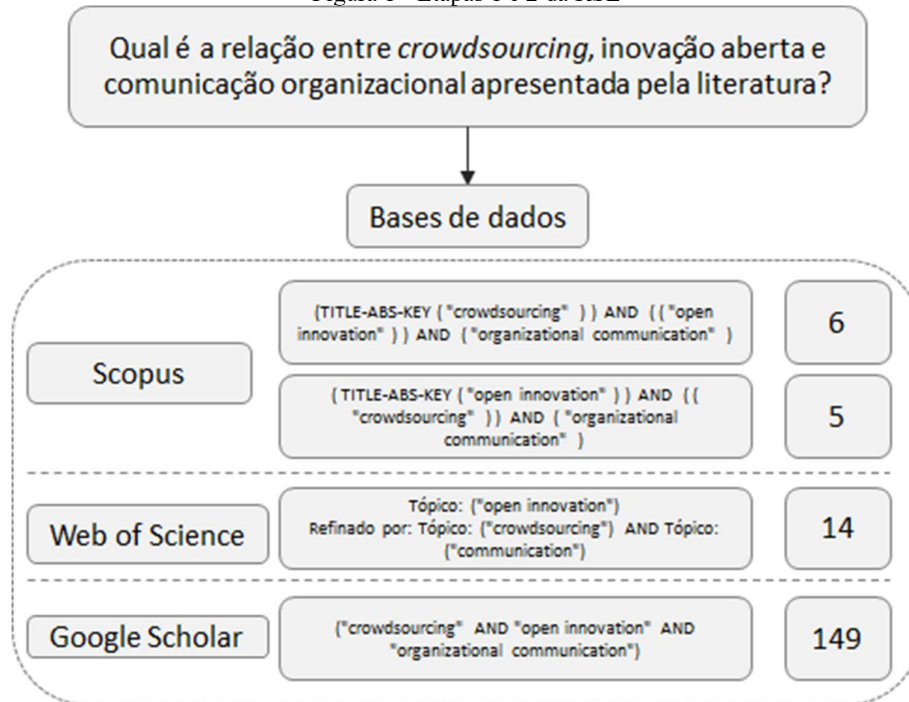 Qual é a relação entre crowdsourcing, inovação aberta e
comunicação organizacional apresentada pela literatura?
Bases de dados
Scopus
(TITLE-ABS-KEY ( "crowdsourcing" ) ) AND ( ( "open
innovation" ) ) AND ( "organizational communication" )
6
( TITLE-ABS-KEY ( "open innovation" ) ) AND ( (
"crowdsourcing" ) ) AND ( "organizational
communication" )
5
Web of Science
Tópico: ("open innovation")
Refinado por: Tópico: ("crowdsourcing") AND Tópico:
("communication")
14
Google Scholar
("crowdsourcing" AND "open innovation" AND
"organizational communication")
149